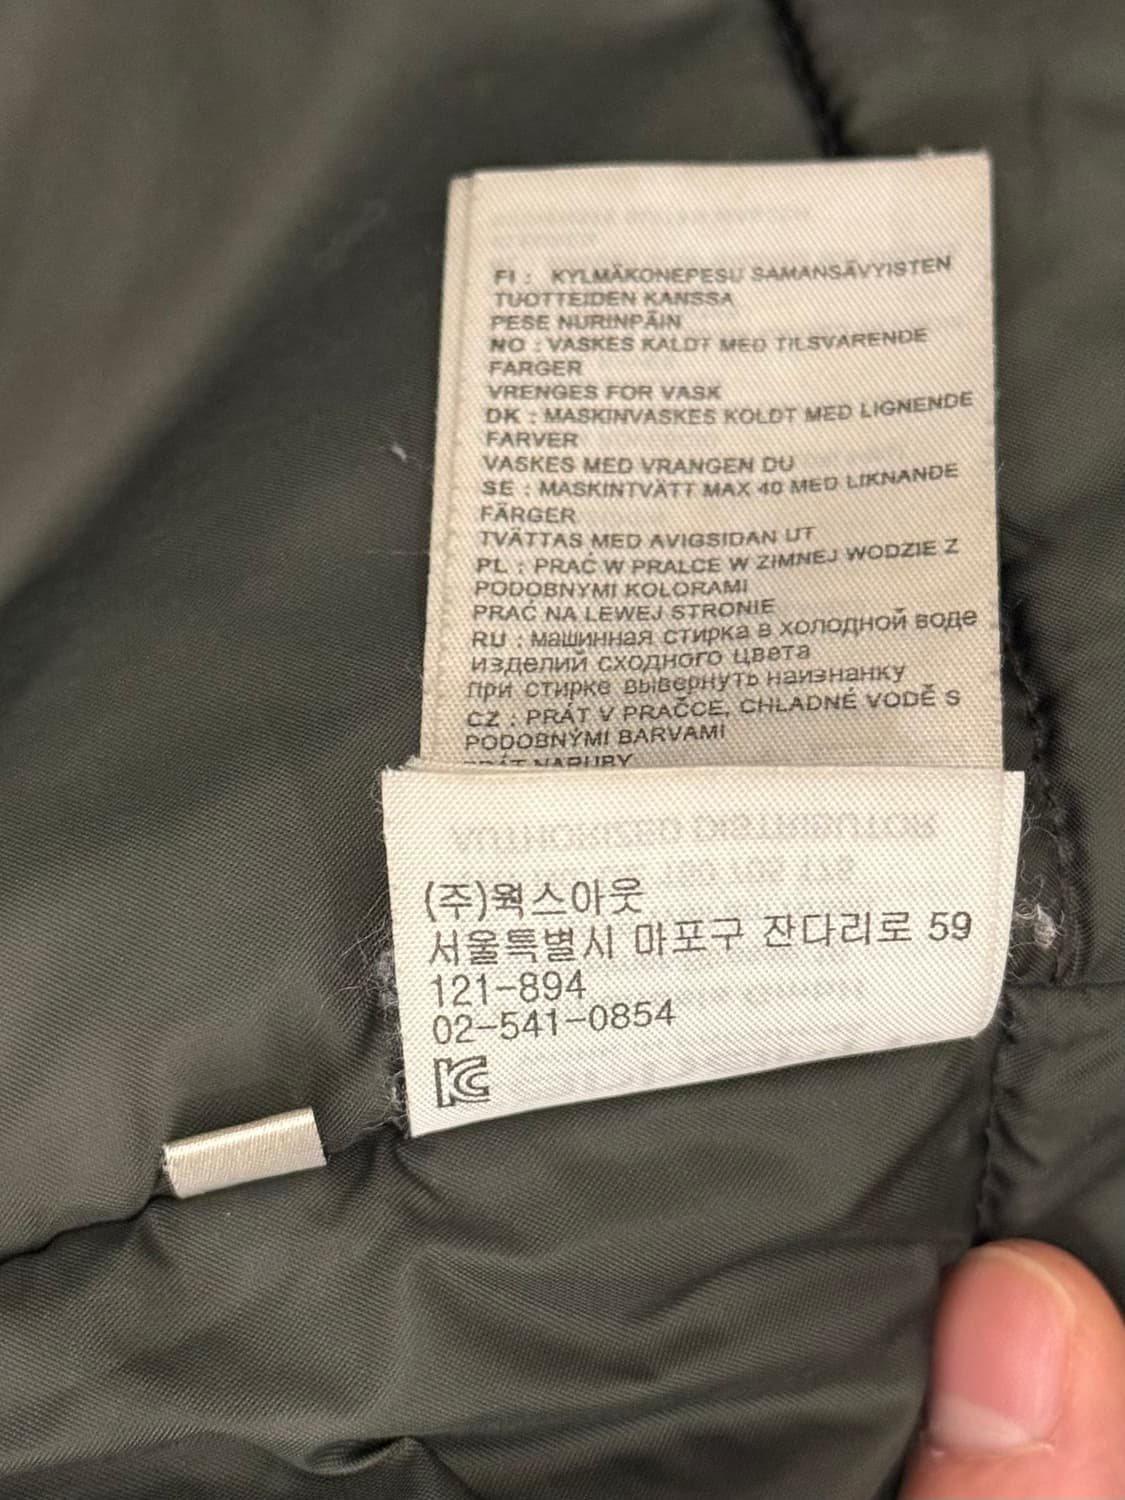 FI : KYLMÄKONEPESU SAMANSÄVYISTEN
TUOTTEIDEN KANSSA
PESE NURINPÄIN
NO : VASKES KALDT MED TILSVARENDE
FARGER
VRENGES FOR VASK
DK : MASKINVASKES KOLDT MED LIGNENDE
FARVER
VASKES MED VRANGEN DU
SE : MASKINTVÄTT MAX 40 MED LIKNANDE
FÄRGER
TVÄTTAS MED AVIGSIDAN UT
PL : PRAĆ W PRALCE W ZIMNEJ WODZIE Z
PODOBNYMI KOLORAMI
PRAĆ NA LEWEJ STRONIE
RU : машинная стирка в холодной воде
изделий сходного цвета
при стирке вывернуть наизнанку
CZ : PRÁT V PRAČCE, CHLADNÉ VODĚ S
PODOBNÝMI BARVAMI
PRÁT NARUBY
(주)웍스아웃
서울특별시 마포구 잔다리로 59
121-894
02-541-0854
KC